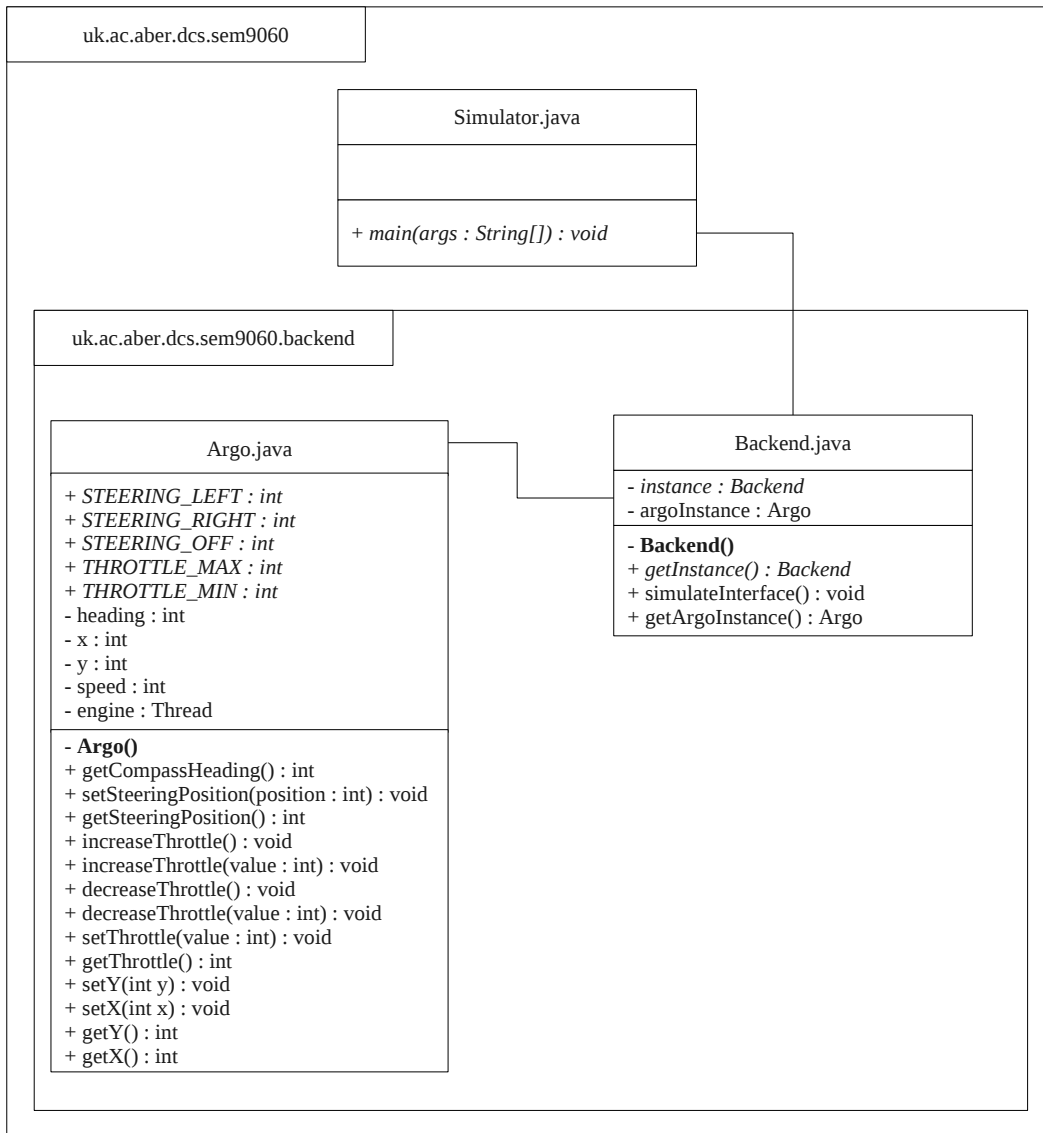 uk.ac.aber.dcs.sem9060
Simulator.java
+ main(args : String[]) : void
uk.ac.aber.dcs.sem9060.backend
Argo.java
+ STEERING_LEFT : int
+ STEERING_RIGHT : int
+ STEERING_OFF : int
+ THROTTLE_MAX : int
+ THROTTLE_MIN : int
- heading : int
- x : int
- y : int
- speed : int
- engine : Thread
- Argo()
+ getCompassHeading() : int
+ setSteeringPosition(position : int) : void
+ getSteeringPosition() : int
+ increaseThrottle() : void
+ increaseThrottle(value : int) : void
+ decreaseThrottle() : void
+ decreaseThrottle(value : int) : void
+ setThrottle(value : int) : void
+ getThrottle() : int
+ setY(int y) : void
+ setX(int x) : void
+ getY() : int
+ getX() : int
Backend.java
- instance : Backend
- argoInstance : Argo
- Backend()
+ getInstance() : Backend
+ simulateInterface() : void
+ getArgoInstance() : Argo